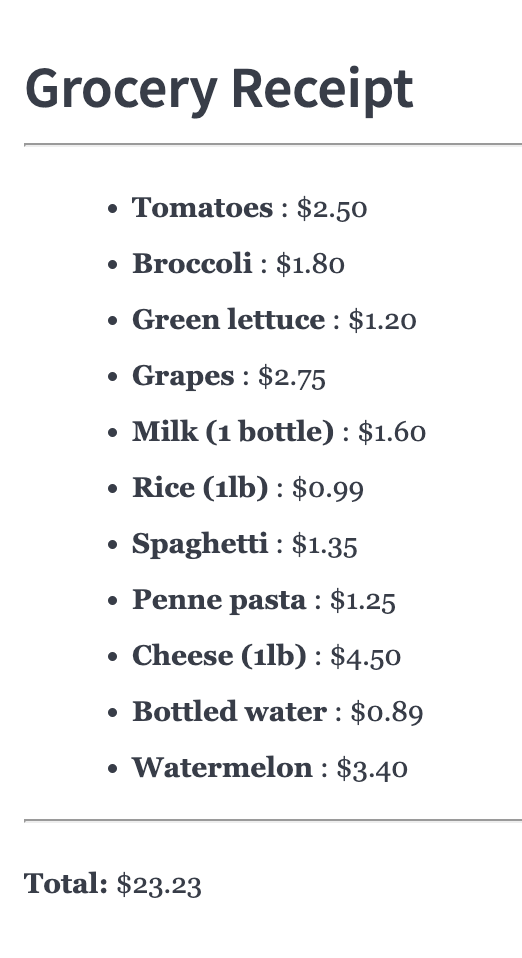 Grocery Receipt
• Tomatoes : $2.50
• Broccoli : $1.80
• Green lettuce : $1.20
• Grapes : $2.75
• Milk (1 bottle) : $1.60
• Rice (1lb) : $0.99
• Spaghetti : $1.35
• Penne pasta : $1.25
• Cheese (1lb) : $4.50
• Bottled water : $0.89
• Watermelon : $3.40
Total: $23.23